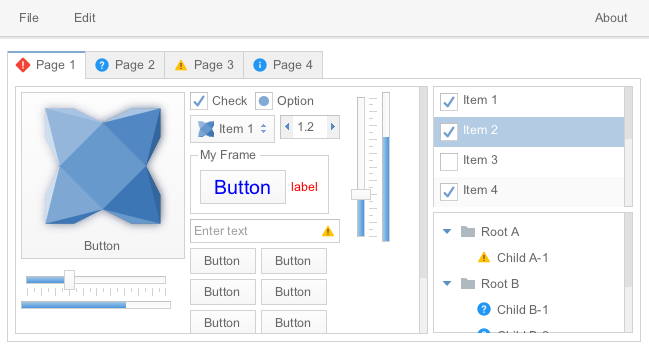 File Edit About
Page 1 Page 2 Page 3 Page 4
Button
Check Option
Item 1 1.2
My Frame
Button label
Enter text
Button Button
Button Button
Button Button
Item 1
Item 2
Item 3
Item 4
Root A
Child A-1
Root B
Child B-1